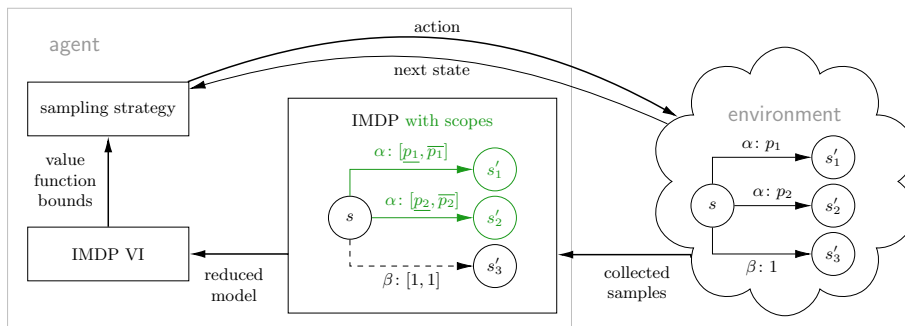 agent
action
next state
sampling strategy
value
function
bounds
IMDP VI
reduced
model
IMDP with scopes
α: [p₁, p₁]
s′₁
α: [p₂, p₂]
s
s′₂
β: [1, 1]
s′₃
collected
samples
environment
α: p₁
s′₁
α: p₂
s
s′₂
β: 1
s′₃